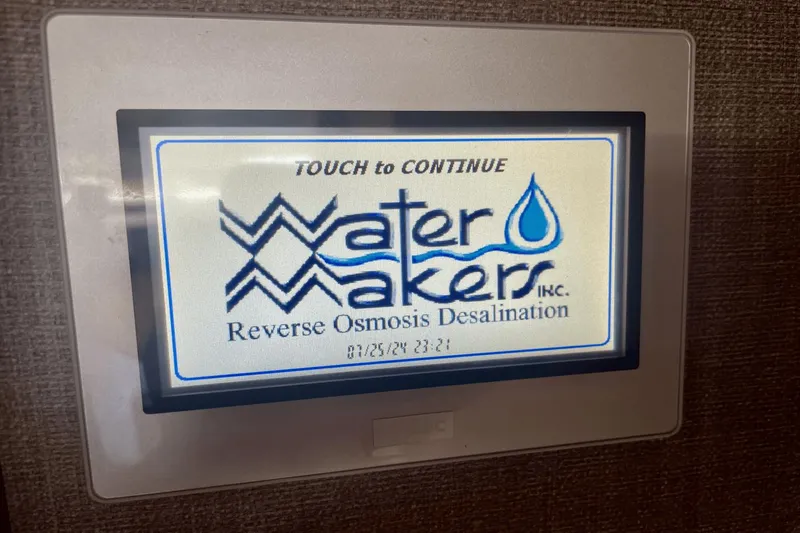 TOUCH to CONTINUE
Water
Makers INC.
Reverse Osmosis Desalination
07/25/24 23:21